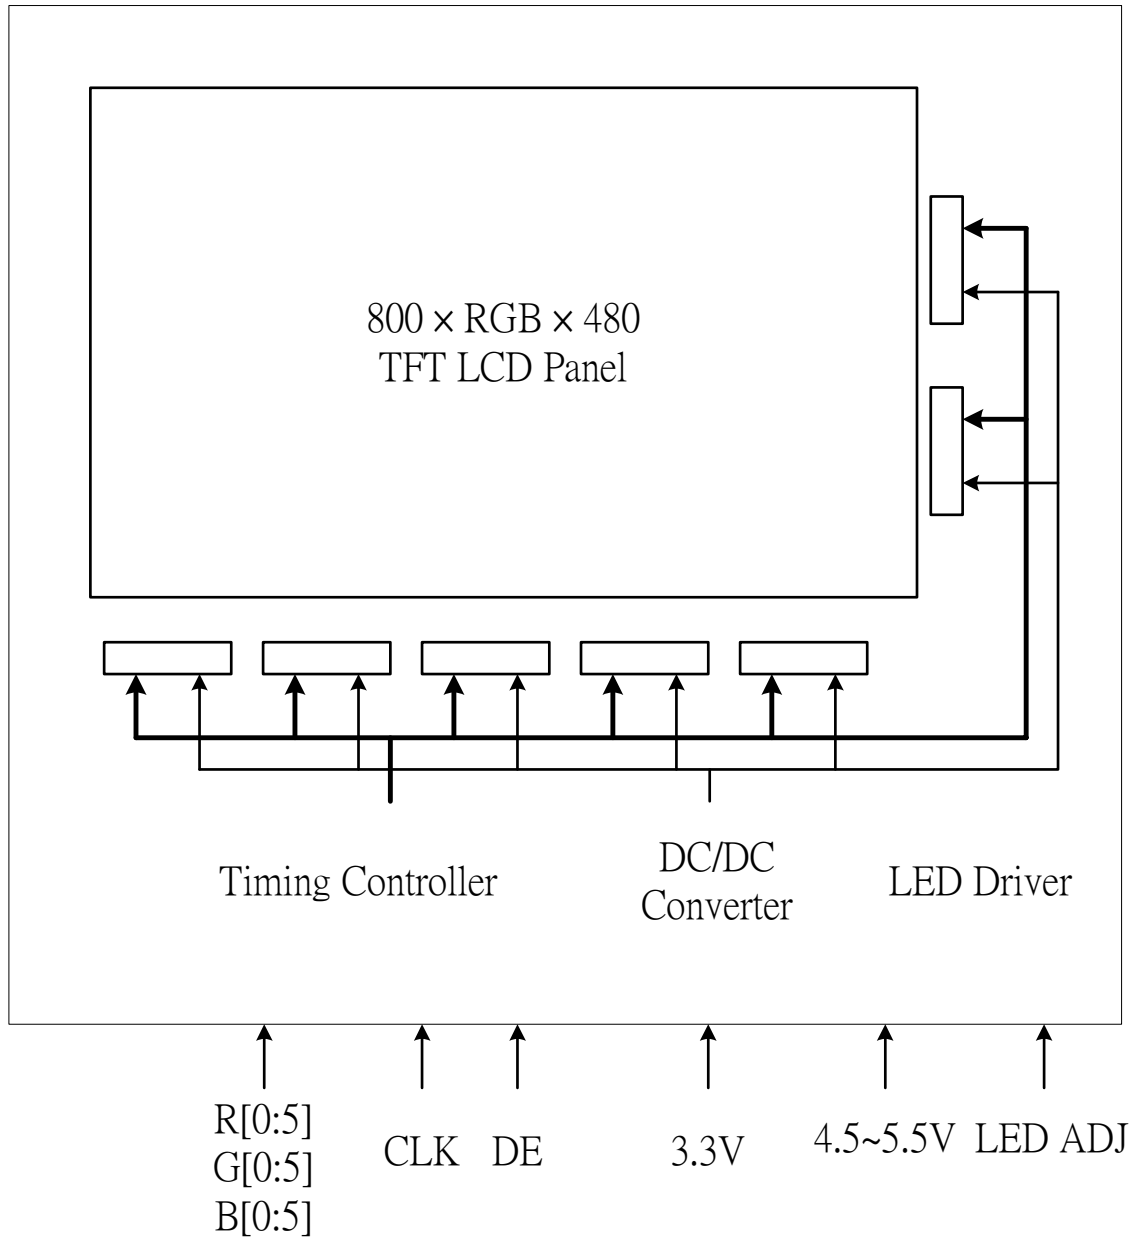 800 × RGB × 480
TFT LCD Panel
Timing Controller
DC/DC
Converter
LED Driver
R[0:5]
G[0:5]
B[0:5]
CLK
DE
3.3V
4.5~5.5V
LED ADJ